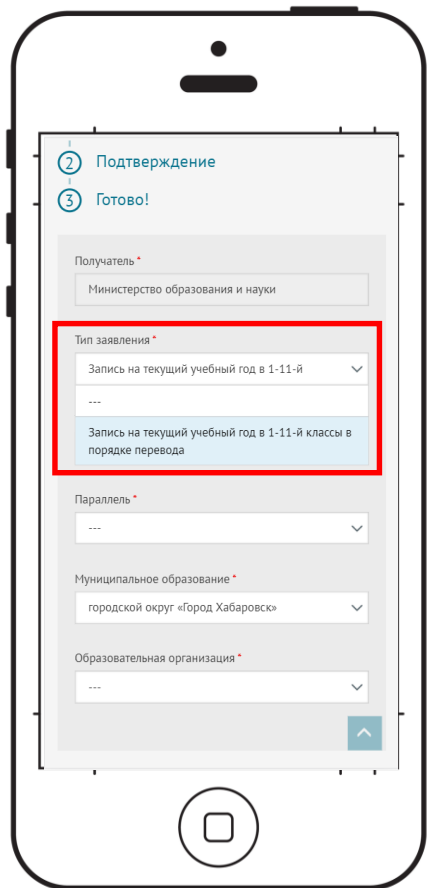 2 Подтверждение
3 Готово!
Получатель *
Министерство образования и науки
Тип заявления *
Запись на текущий учебный год в 1-11-й
---
Запись на текущий учебный год в 1-11-й классы в
порядке перевода
Параллель *
---
Муниципальное образование *
городской округ «Город Хабаровск»
Образовательная организация *
---